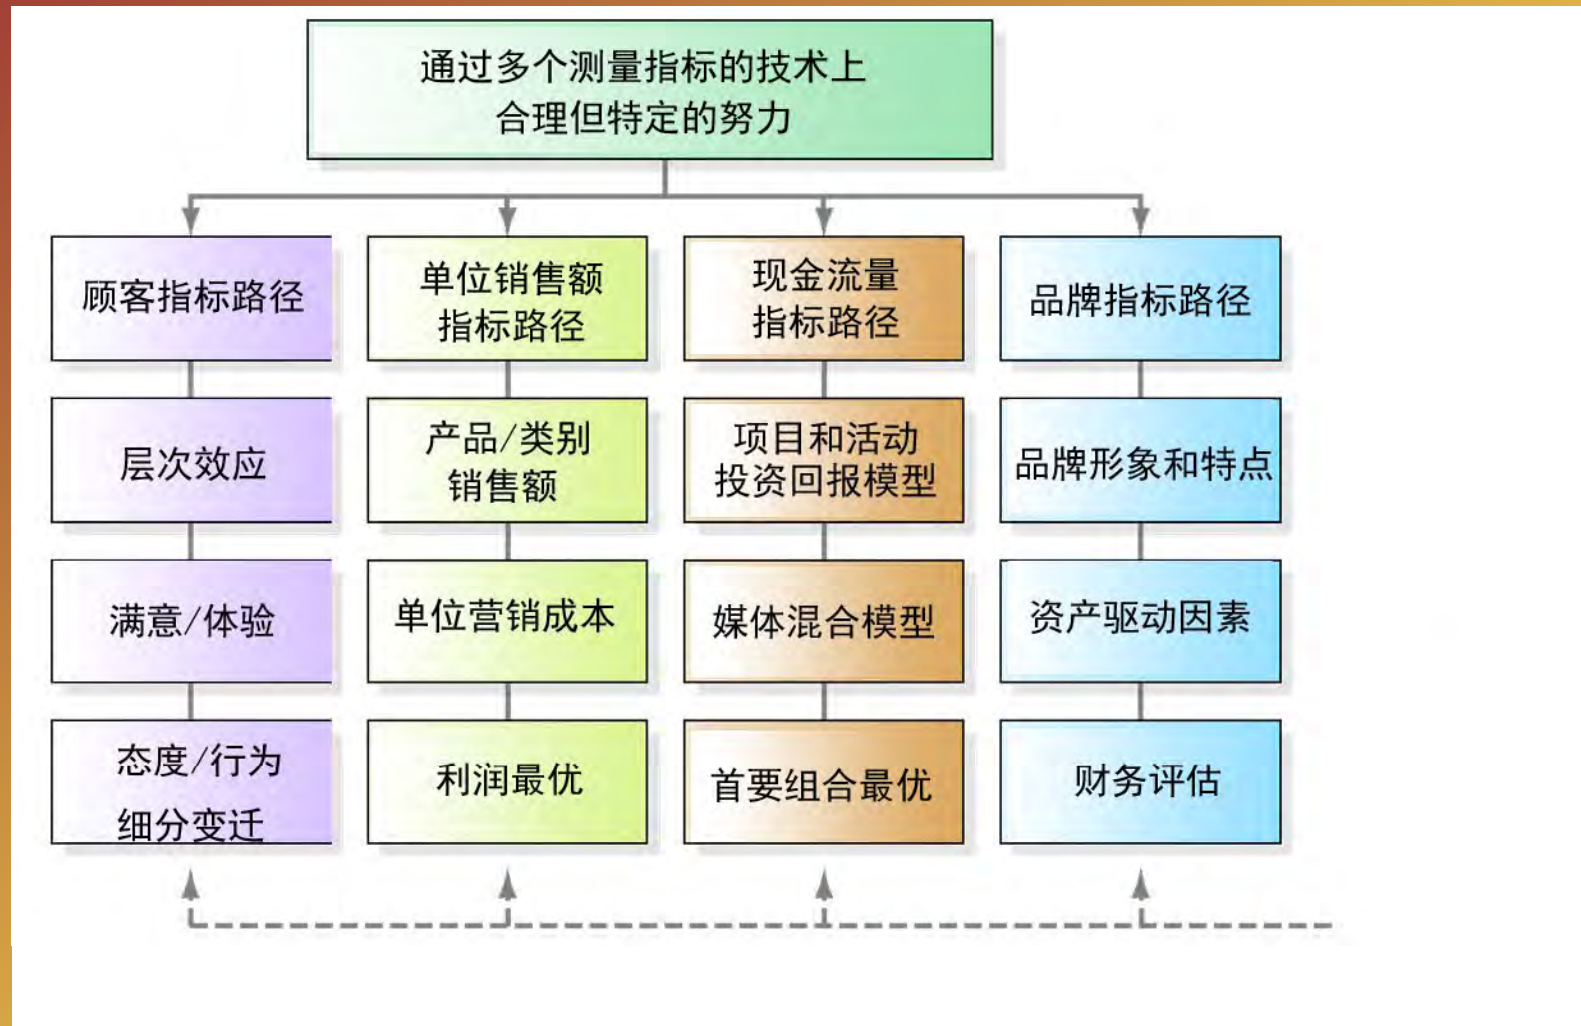 通过多个测量指标的技术上
合理但特定的努力
顾客指标路径
单位销售额
指标路径
现金流量
指标路径
品牌指标路径
层次效应
产品/类别
销售额
项目和活动
投资回报模型
品牌形象和特点
满意/体验
单位营销成本
媒体混合模型
资产驱动因素
态度/行为
细分变迁
利润最优
首要组合最优
财务评估